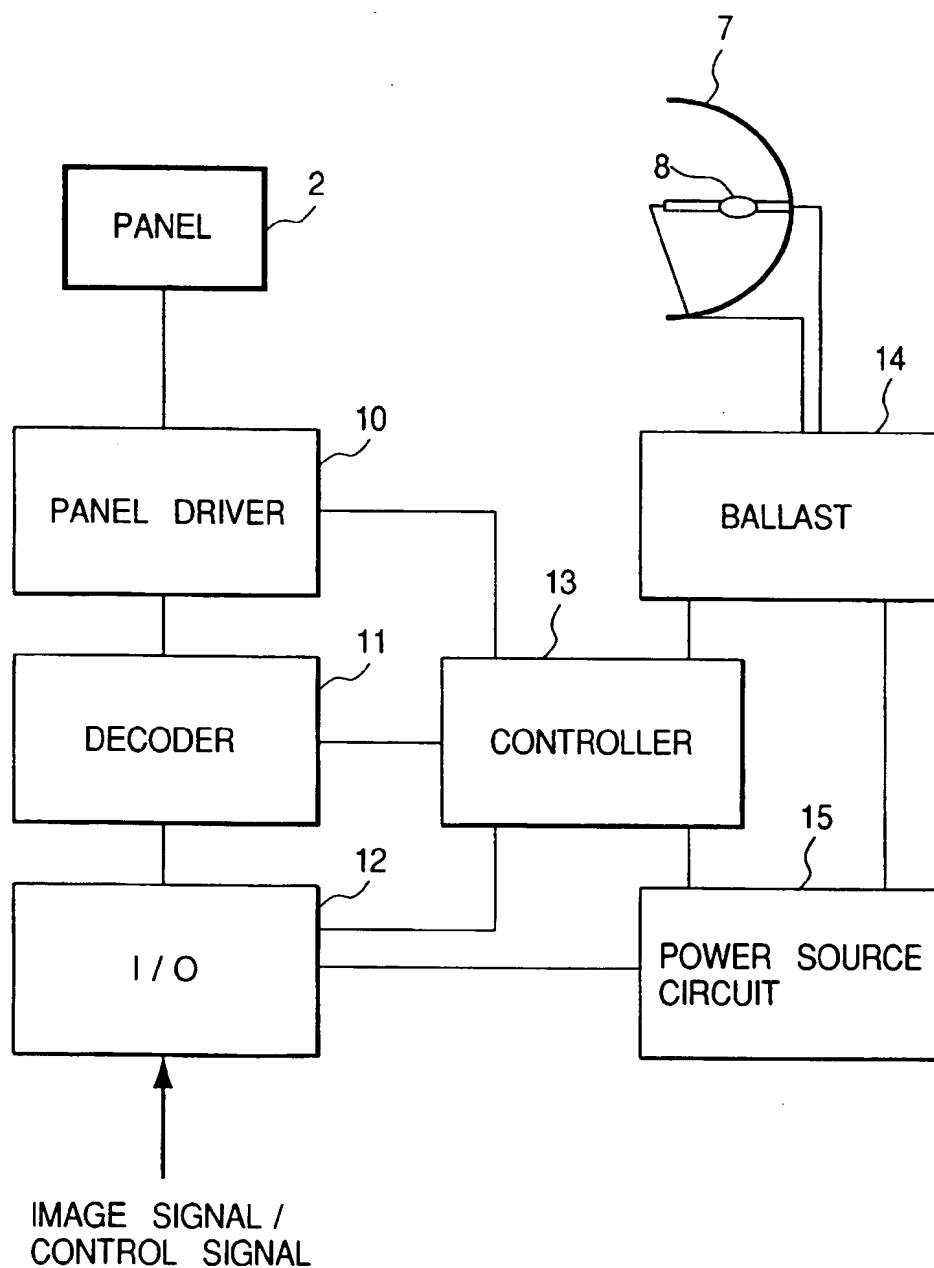 7
8
2
PANEL
14
10
PANEL DRIVER
BALLAST
13
11
DECODER
CONTROLLER
15
12
I / O
POWER SOURCE
CIRCUIT
IMAGE SIGNAL /
CONTROL SIGNAL